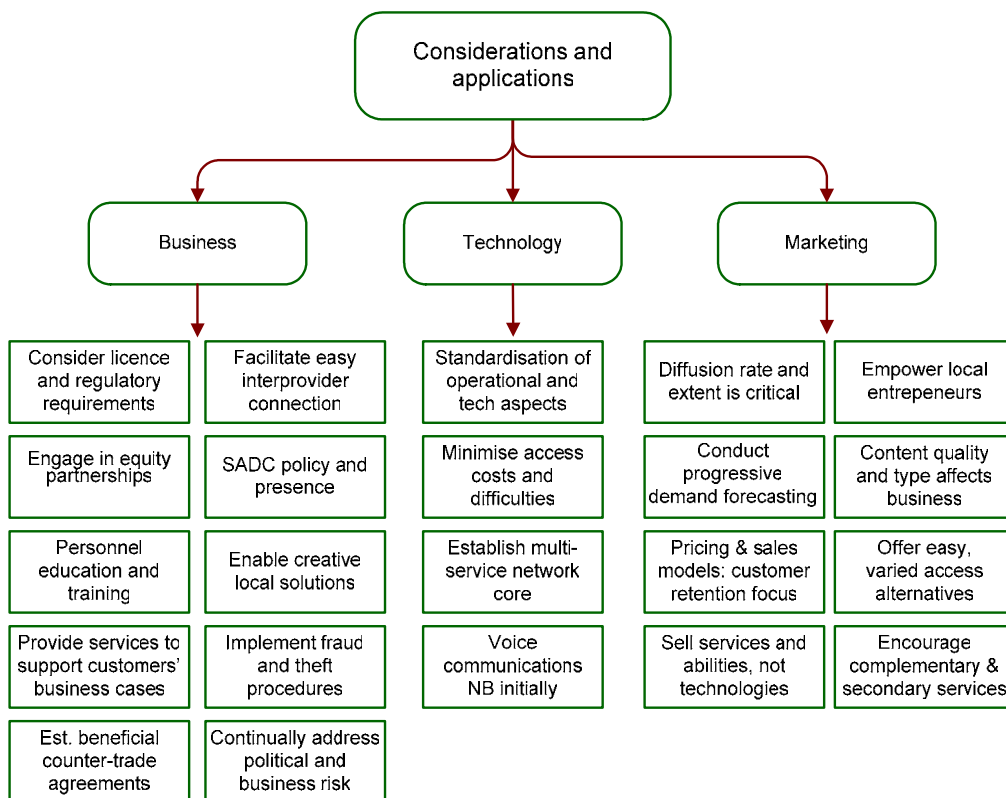 Considerations and
applications
Business
Technology
Marketing
Consider licence
and regulatory
requirements
Facilitate easy
interprovider
connection
Standardisation of
operational and
tech aspects
Diffusion rate and
extent is critical
Empower local
entrepeneurs
Engage in equity
partnerships
SADC policy and
presence
Minimise access
costs and
difficulties
Conduct
progressive
demand forecasting
Content quality
and type affects
business
Personnel
education and
training
Enable creative
local solutions
Establish multi-
service network
core
Pricing & sales
models: customer
retention focus
Offer easy,
varied access
alternatives
Provide services to
support customers’
business cases
Implement fraud
and theft
procedures
Voice
communications
NB initially
Sell services and
abilities, not
technologies
Encourage
complementary &
secondary services
Est. beneficial
counter-trade
agreements
Continually address
political and
business risk